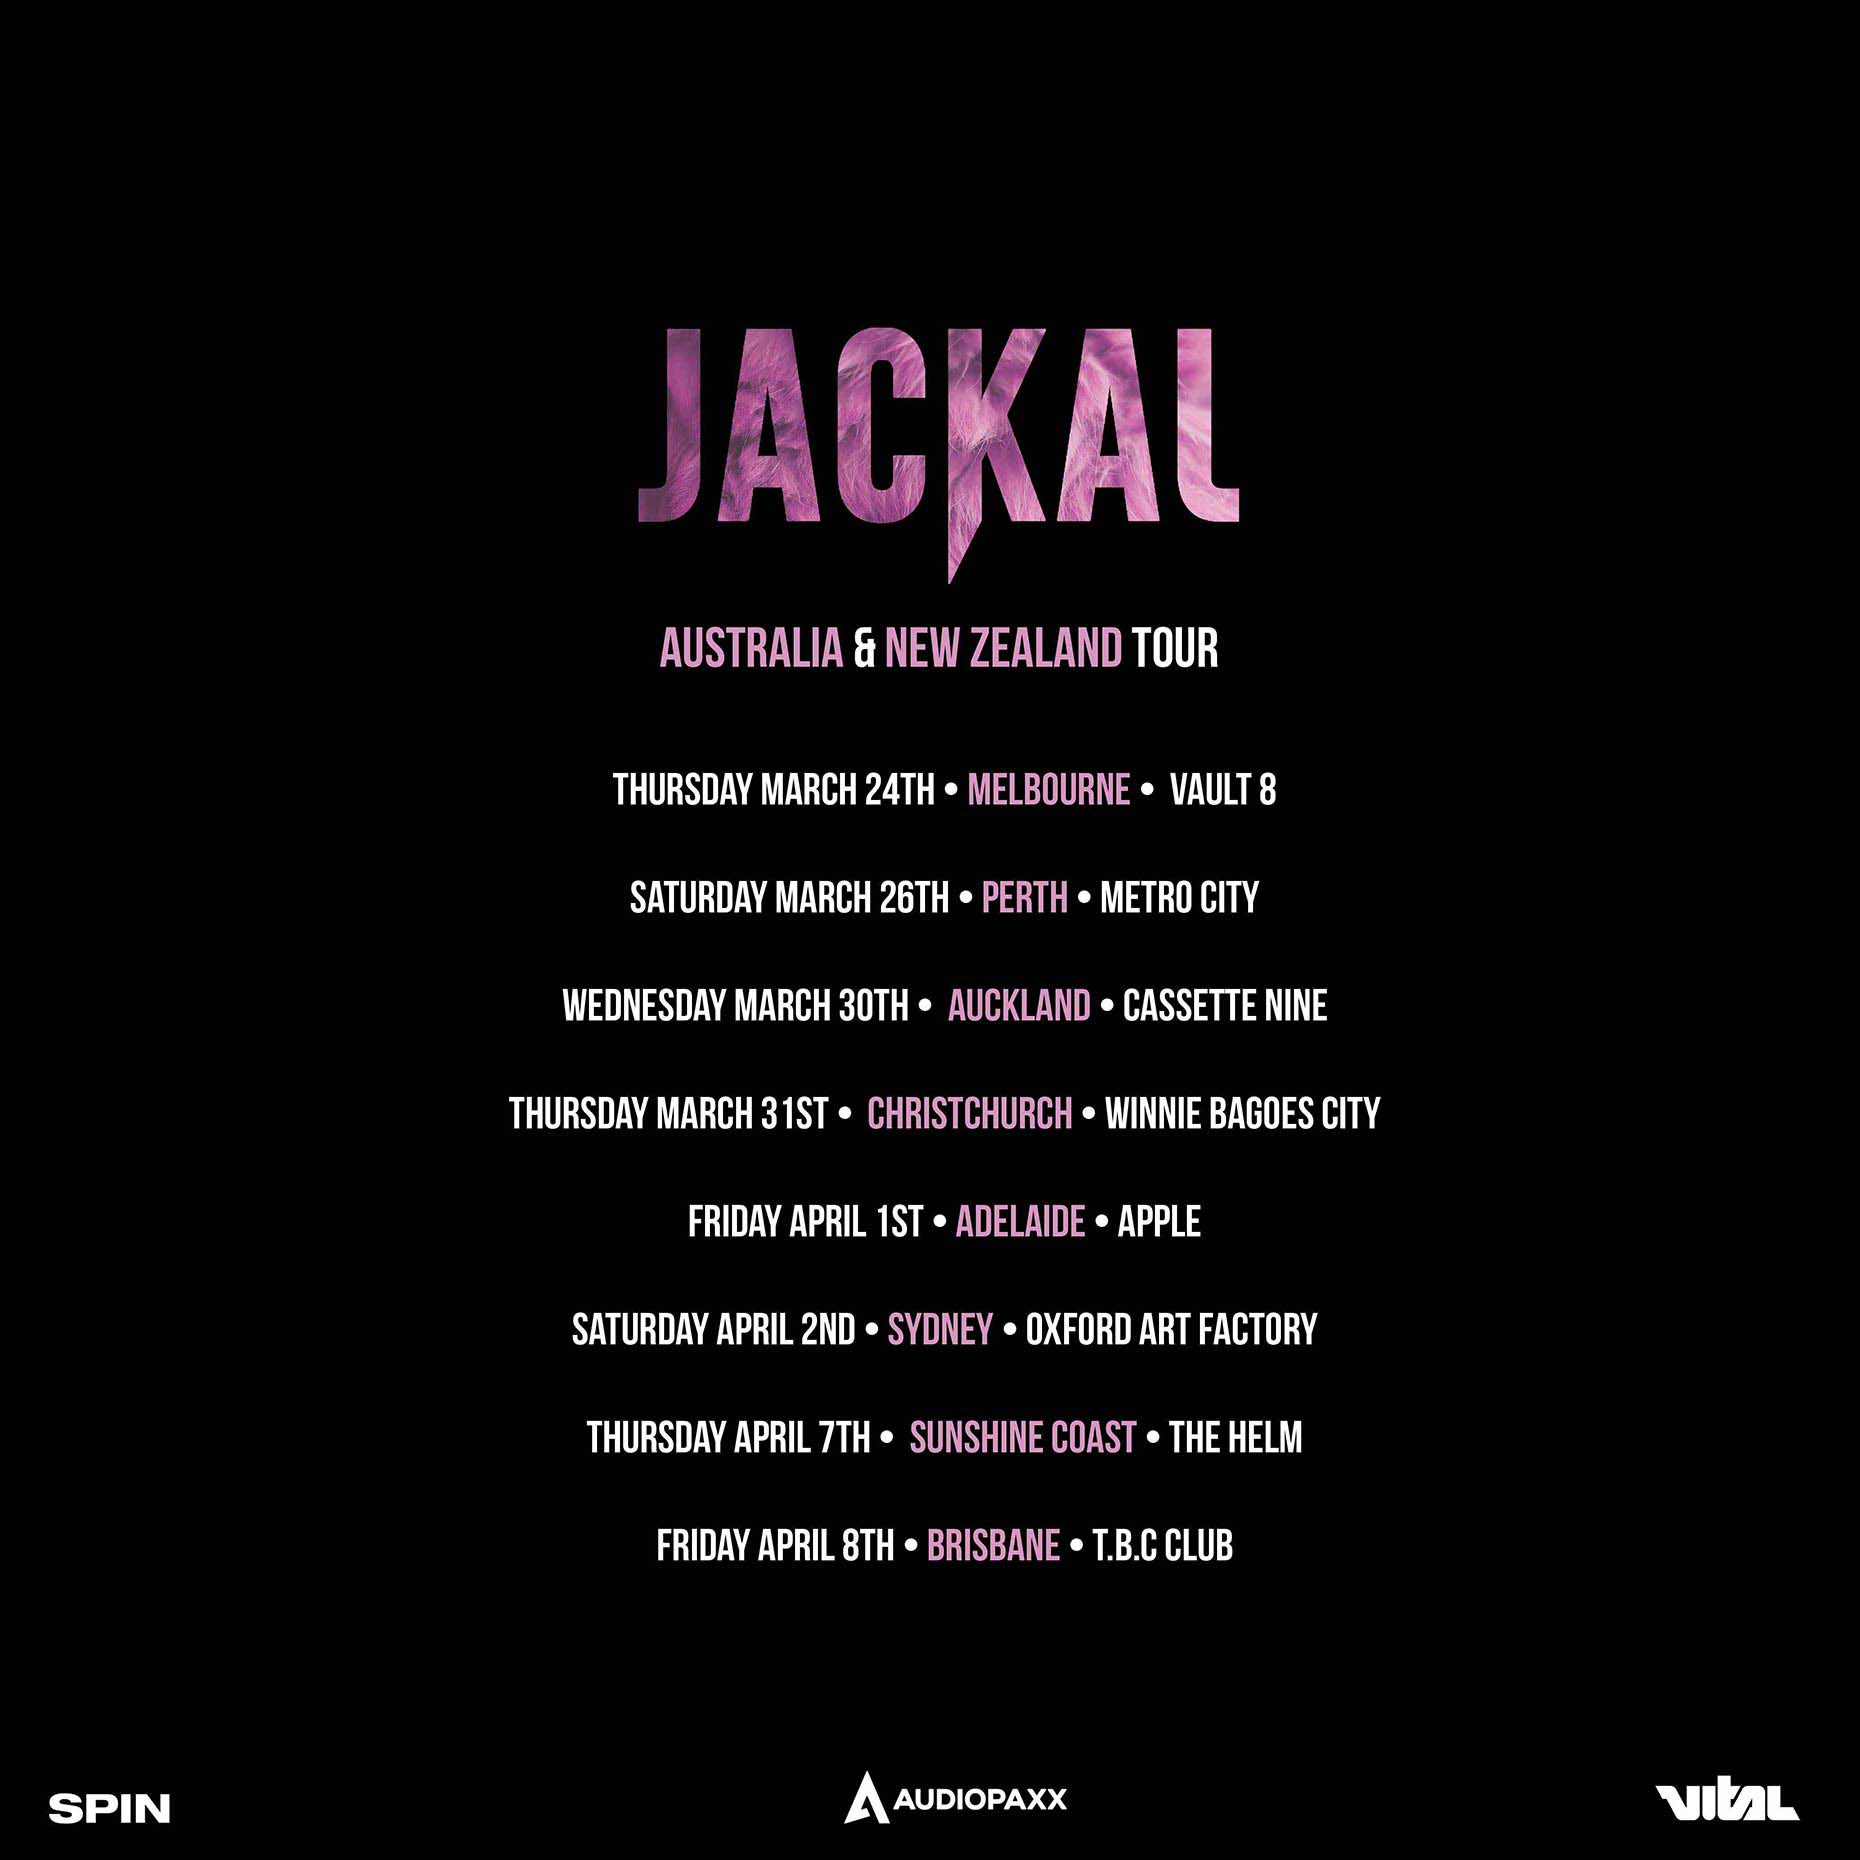 JACKAL
AUSTRALIA & NEW ZEALAND TOUR
THURSDAY MARCH 24TH • MELBOURNE • VAULT 8
SATURDAY MARCH 26TH • PERTH • METRO CITY
WEDNESDAY MARCH 30TH • AUCKLAND • CASSETTE NINE
THURSDAY MARCH 31ST • CHRISTCHURCH • WINNIE BAGOES CITY
FRIDAY APRIL 1ST • ADELAIDE • APPLE
SATURDAY APRIL 2ND • SYDNEY • OXFORD ART FACTORY
THURSDAY APRIL 7TH • SUNSHINE COAST • THE HELM
FRIDAY APRIL 8TH • BRISBANE • T.B.C CLUB
SPIN
AUDIOPAXX
VITAL